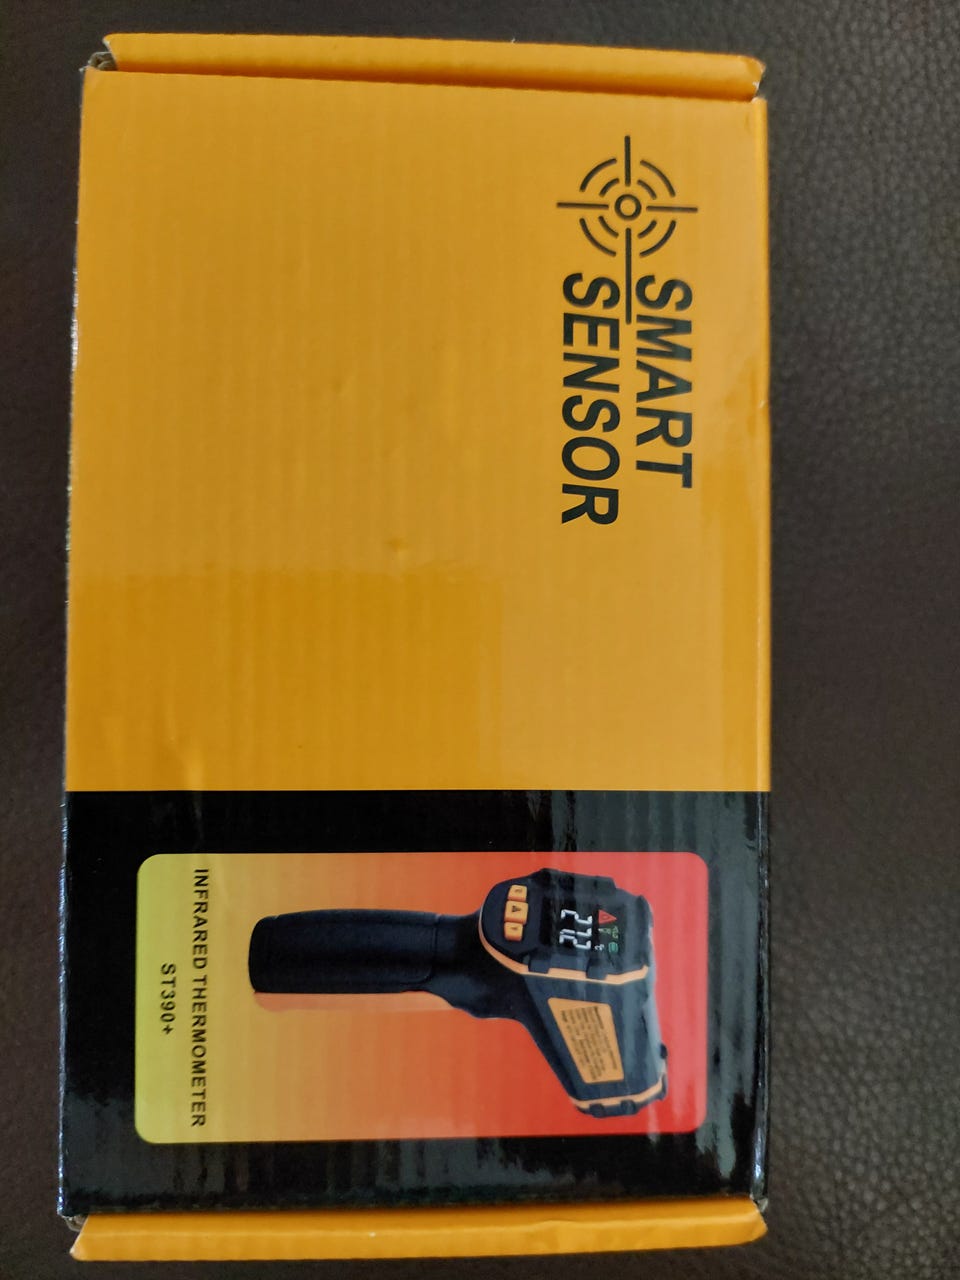 SMART
SENSOR
INFRARED THERMOMETER
ST390+